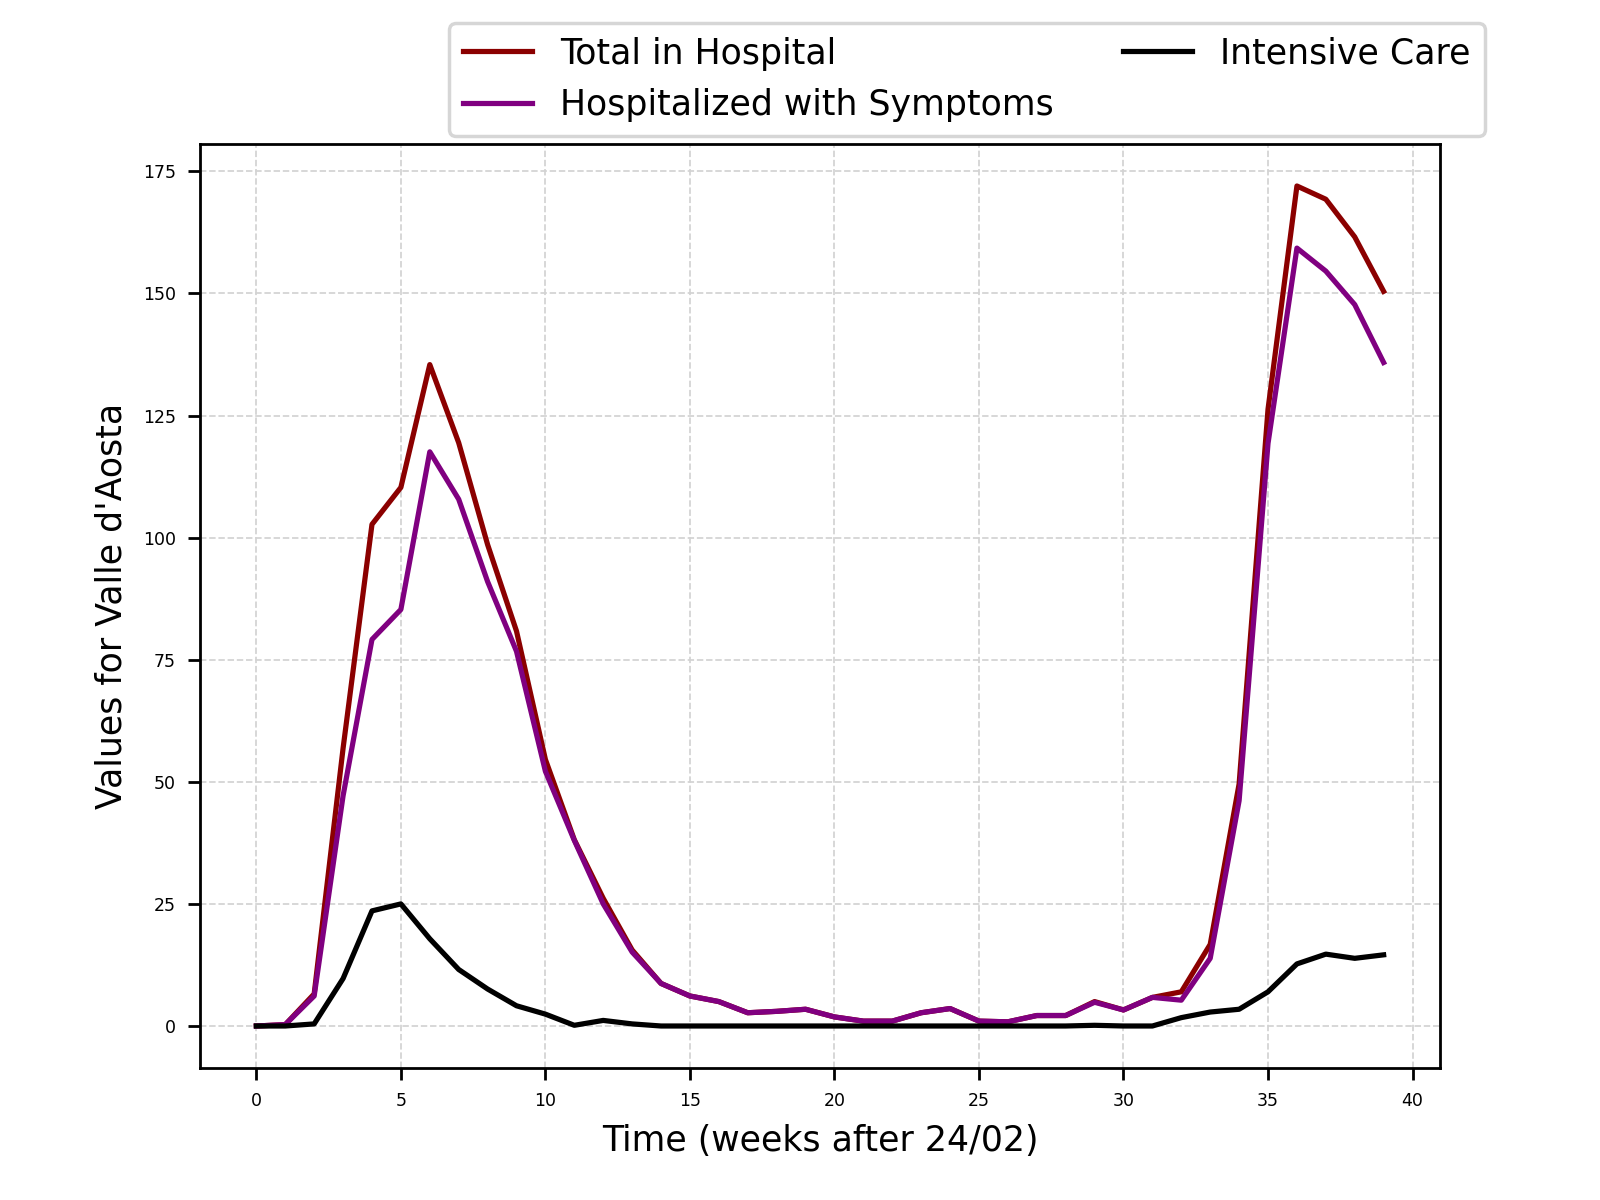 Total in Hospital
Hospitalized with Symptoms
Intensive Care
Values for Valle d'Aosta
175
150
125
100
75
50
25
0
0 5 10 15 20 25 30 35 40
Time (weeks after 24/02)